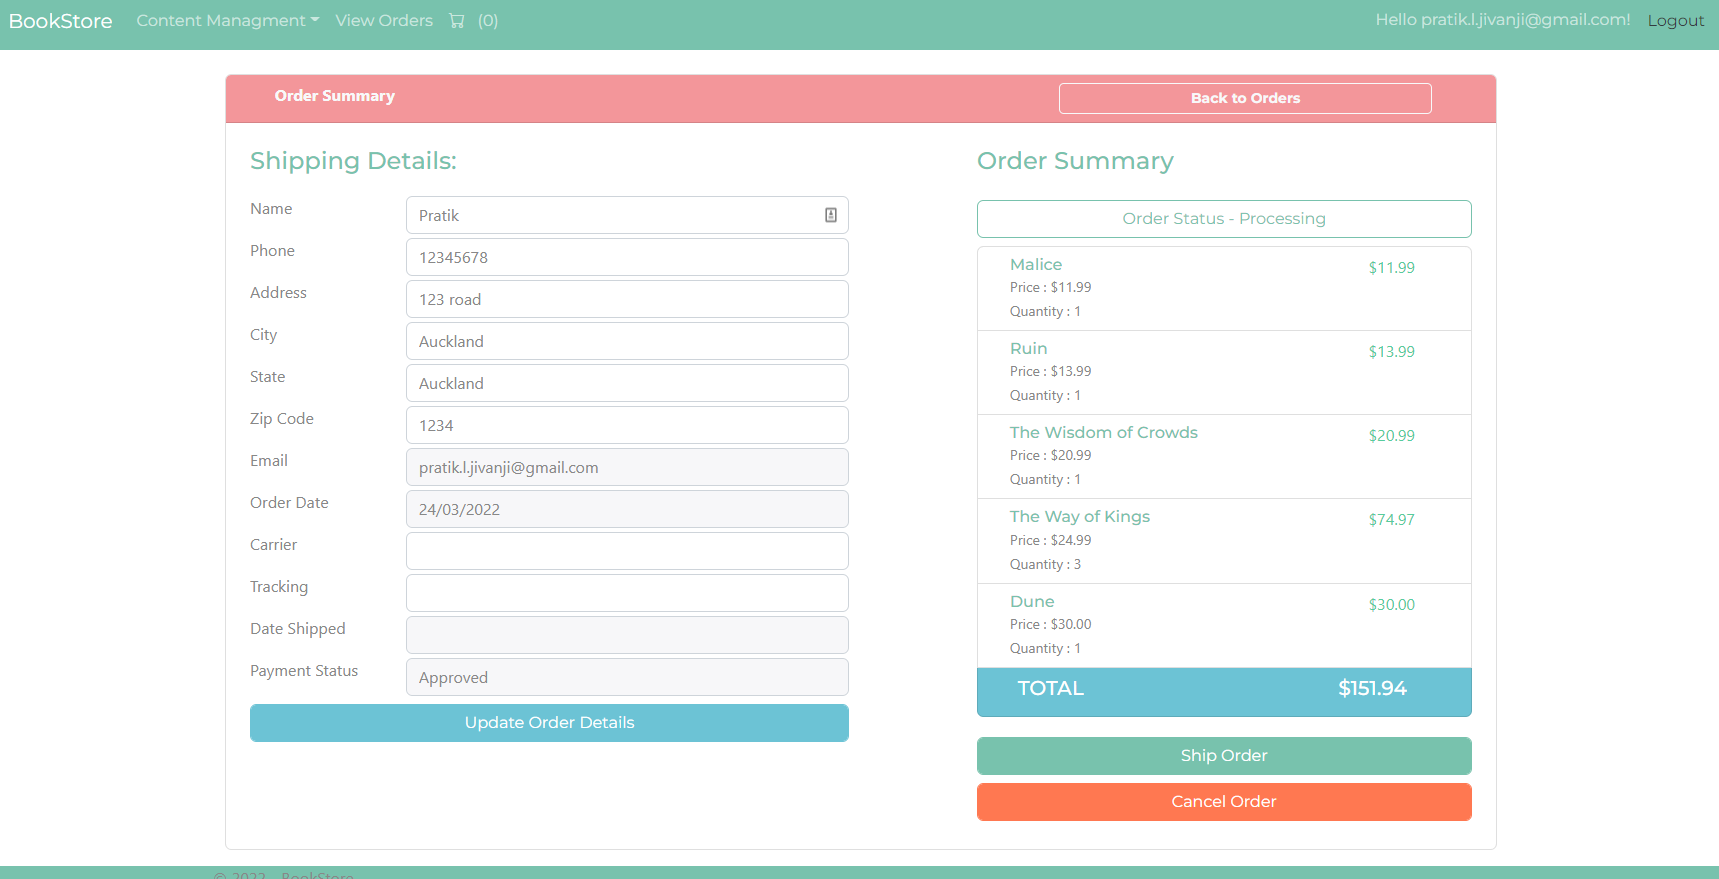 BookStore Content Managment View Orders (0) Hello pratik.l.jivanji@gmail.com! Logout
Order Summary Back to Orders
Shipping Details:
Name Pratik
Phone 12345678
Address 123 road
City Auckland
State Auckland
Zip Code 1234
Email pratik.l.jivanji@gmail.com
Order Date 24/03/2022
Carrier
Tracking
Date Shipped
Payment Status Approved
Update Order Details
Order Summary
Order Status - Processing
Malice $11.99
Price : $11.99
Quantity : 1
Ruin $13.99
Price : $13.99
Quantity : 1
The Wisdom of Crowds $20.99
Price : $20.99
Quantity : 1
The Way of Kings $74.97
Price : $24.99
Quantity : 3
Dune $30.00
Price : $30.00
Quantity : 1
TOTAL $151.94
Ship Order
Cancel Order
© 2022 - BookStore